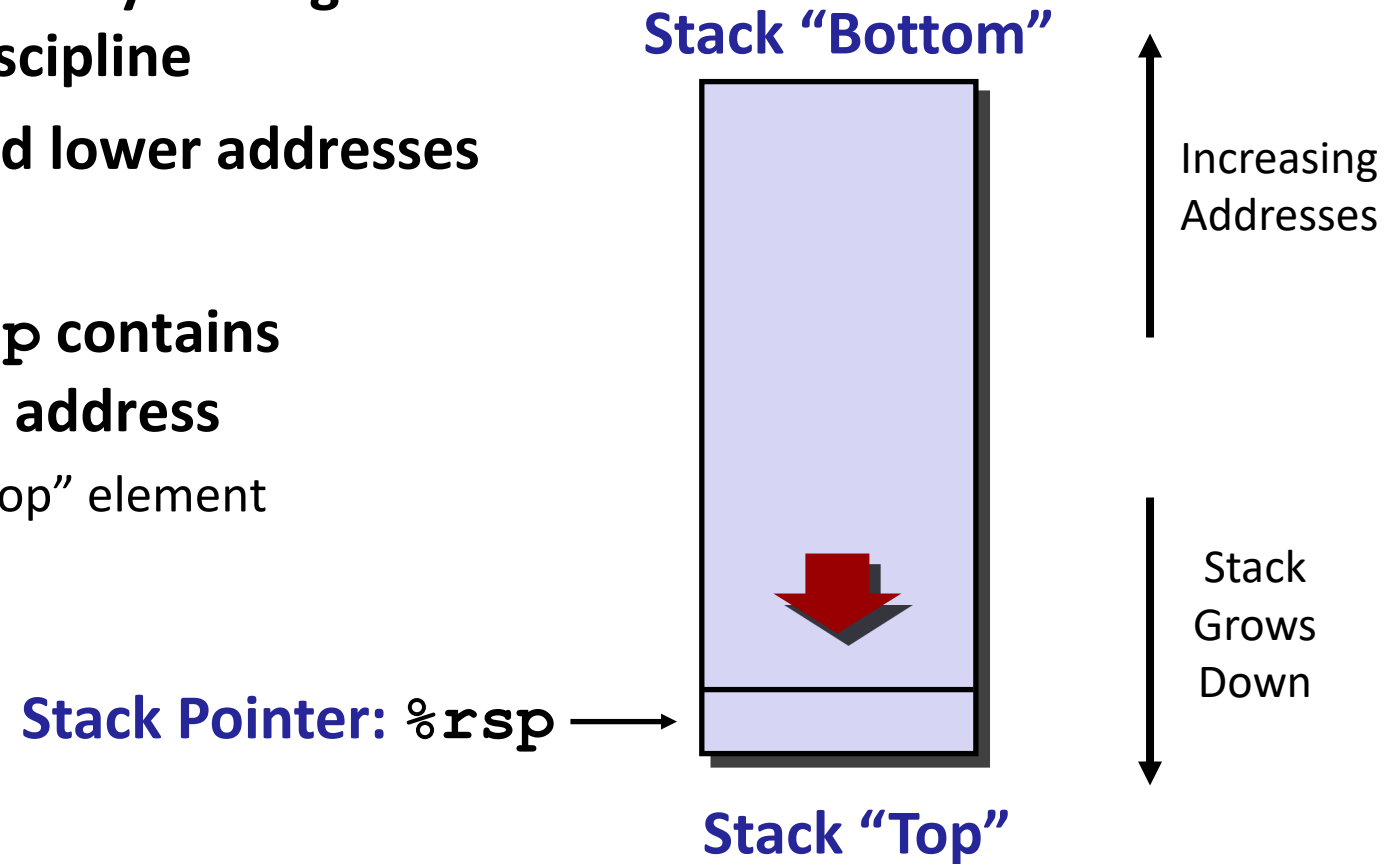 scipline
d lower addresses
p contains
address
op” element
Stack Pointer: %rsp
Stack “Bottom”
Increasing
Addresses
Stack
Grows
Down
Stack “Top”